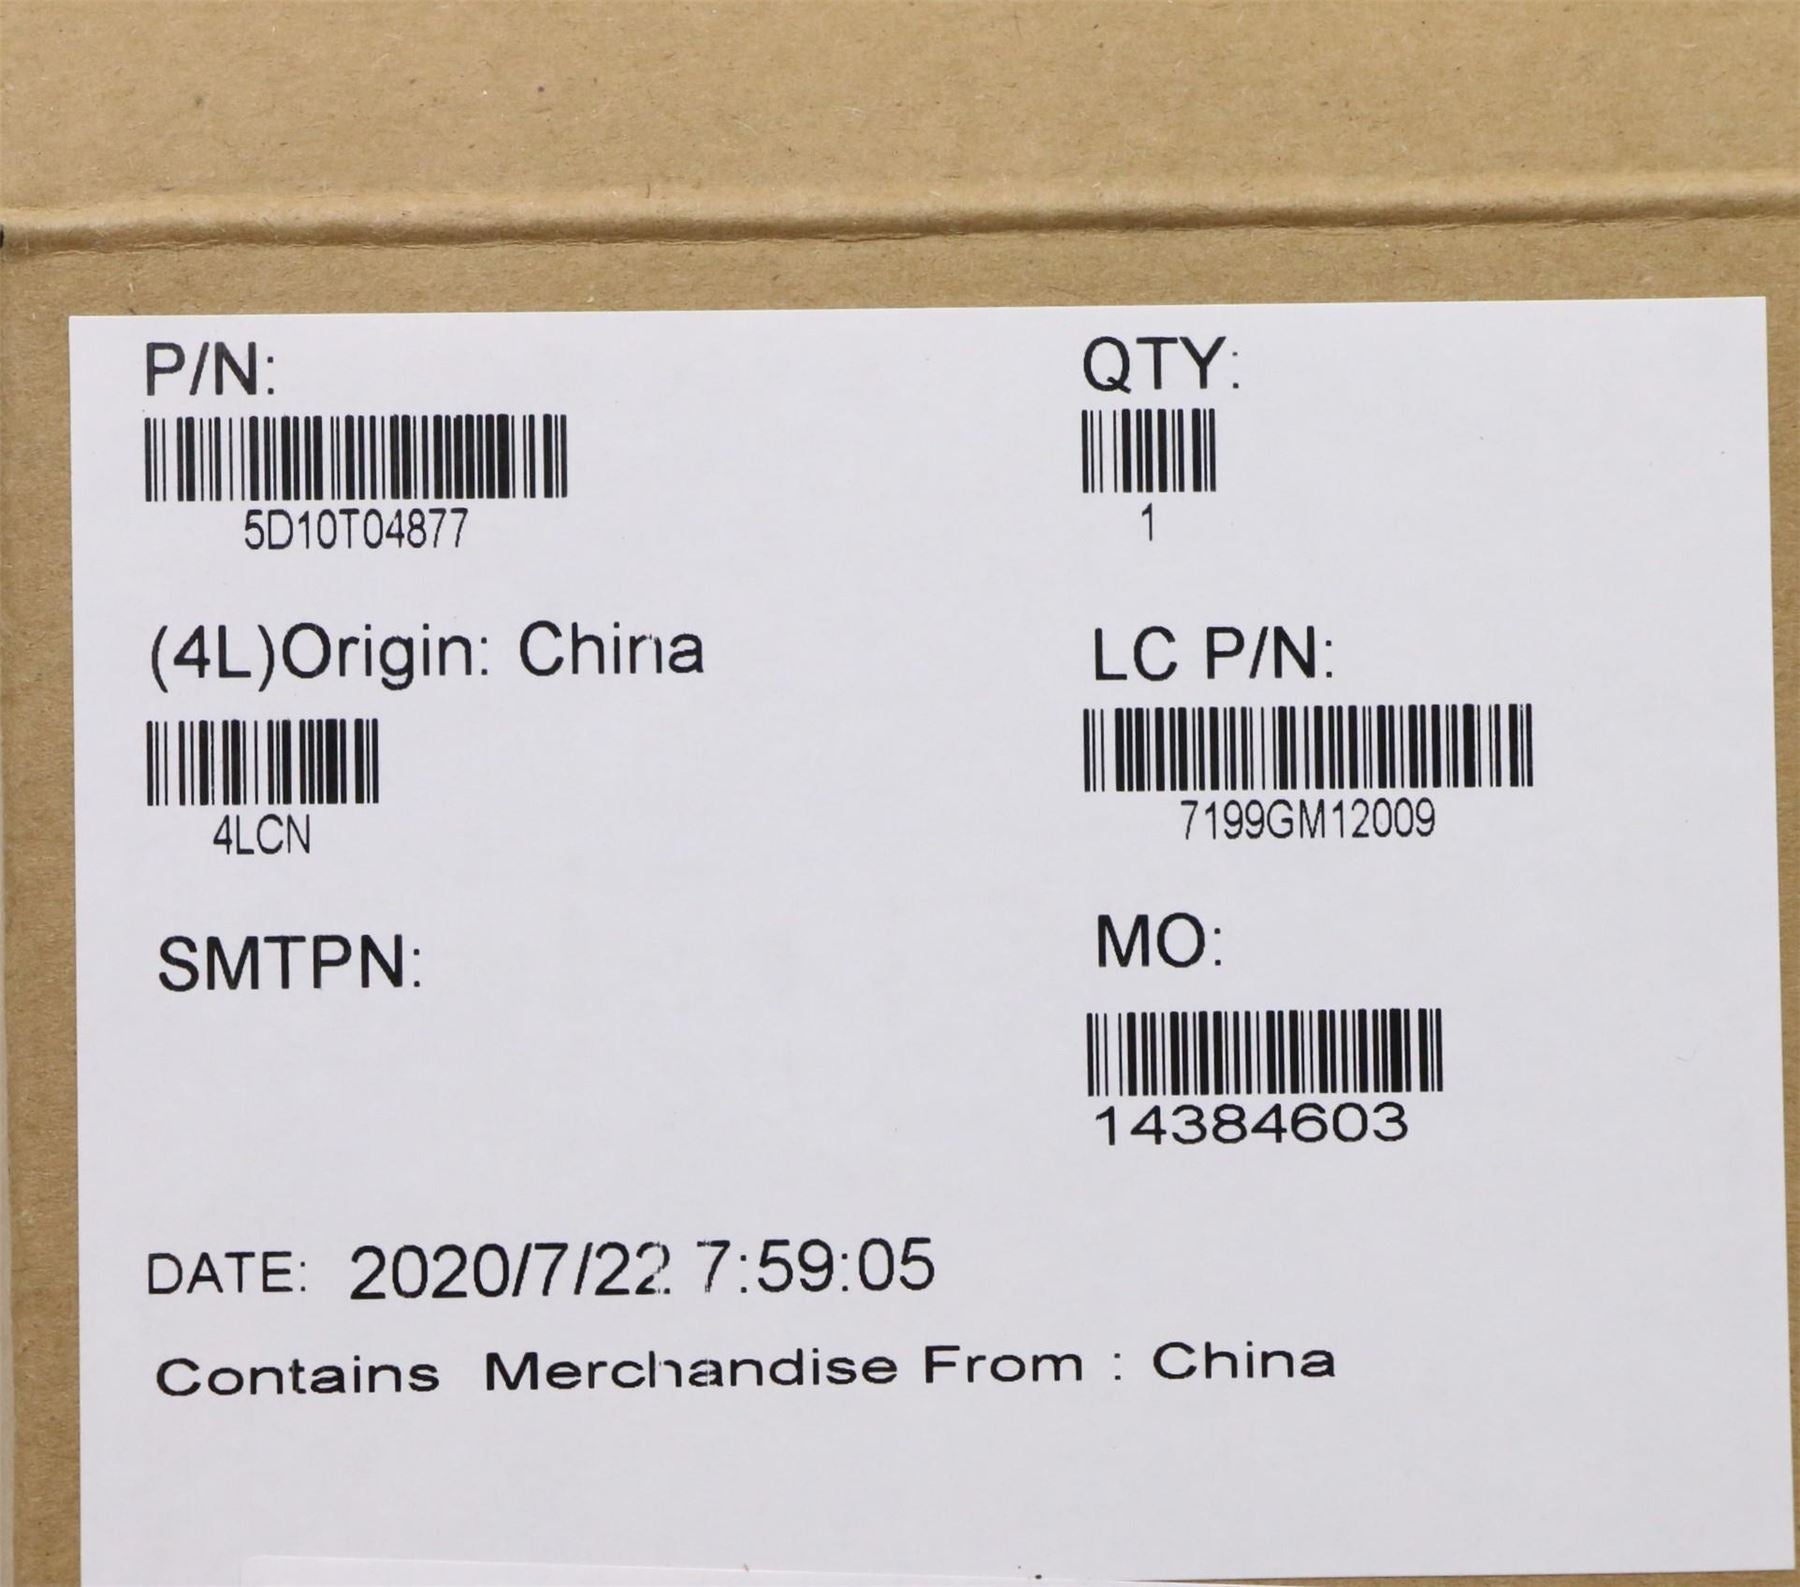 P/N:
5D10T04877
QTY:
1
(4L)Origin: China
4LCN
LC P/N:
7199GM12009
SMTPN:
MO:
14384603
DATE: 2020/7/22 7:59:05
Contains Merchandise From : China